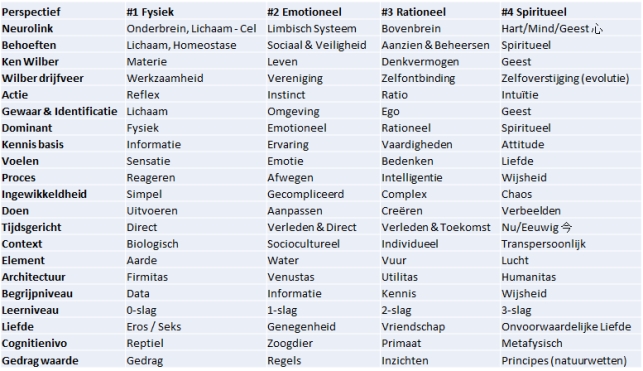 Perspectief #1 Fysiek #2 Emotioneel #3 Rationeel #4 Spiritueel
Neurolink Onderbrein, Lichaam - Cel Limbisch Systeem Bovenbrein Hart/Mind/Geest 心
Behoeften Lichaam, Homeostase Sociaal & Veiligheid Aanzien & Beheersen Spiritueel
Ken Wilber Materie Leven Denkvermogen Geest
Wilber drijfveer Werkzaamheid Vereniging Zelfontbinding Zelfoverstijging (evolutie)
Actie Reflex Instinct Ratio Intuïtie
Gewaar & Identificatie Lichaam Omgeving Ego Geest
Dominant Fysiek Emotioneel Rationeel Spiritueel
Kennis basis Informatie Ervaring Vaardigheden Attitude
Voelen Sensatie Emotie Bedenken Liefde
Proces Reageren Afwegen Intelligentie Wijsheid
Ingewikkeldheid Simpel Gecompliceerd Complex Chaos
Doen Uitvoeren Aanpassen Creëren Verbeelden
Tijdsgericht Direct Verleden & Direct Verleden & Toekomst Nu/Eeuwig 今
Context Biologisch Sociocultureel Individueel Transpersoonlijk
Element Aarde Water Vuur Lucht
Architectuur Firmitas Venustas Utilitas Humanitas
Begrijpniveau Data Informatie Kennis Wijsheid
Leerniveau 0-slag 1-slag 2-slag 3-slag
Liefde Eros / Seks Genegenheid Vriendschap Onvoorwaardelijke Liefde
Cognitienivo Reptiel Zoogdier Primaat Metafysisch
Gedrag waarde Gedrag Regels Inzichten Principes (natuurwetten)